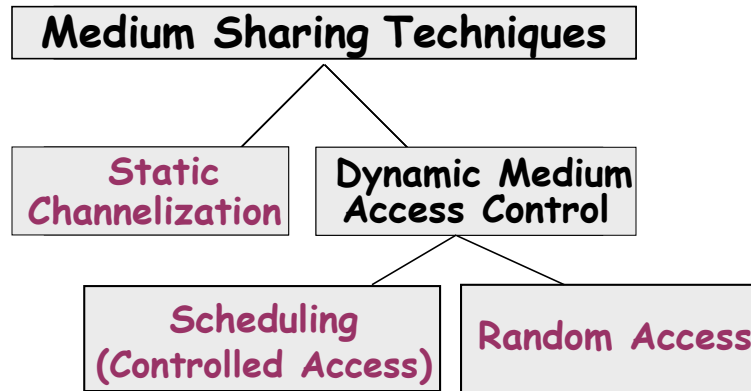 Medium Sharing Techniques
Static
Channelization
Dynamic Medium
Access Control
Scheduling
(Controlled Access)
Random Access